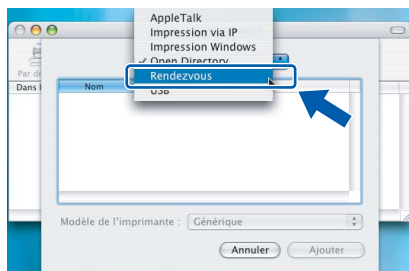 AppleTalk
Impression via IP
Impression Windows
✓ Open Directory
Rendezvous
USB
Par dé
Dans l
Nom
Modèle de l'imprimante : Générique
Annuler
Ajouter